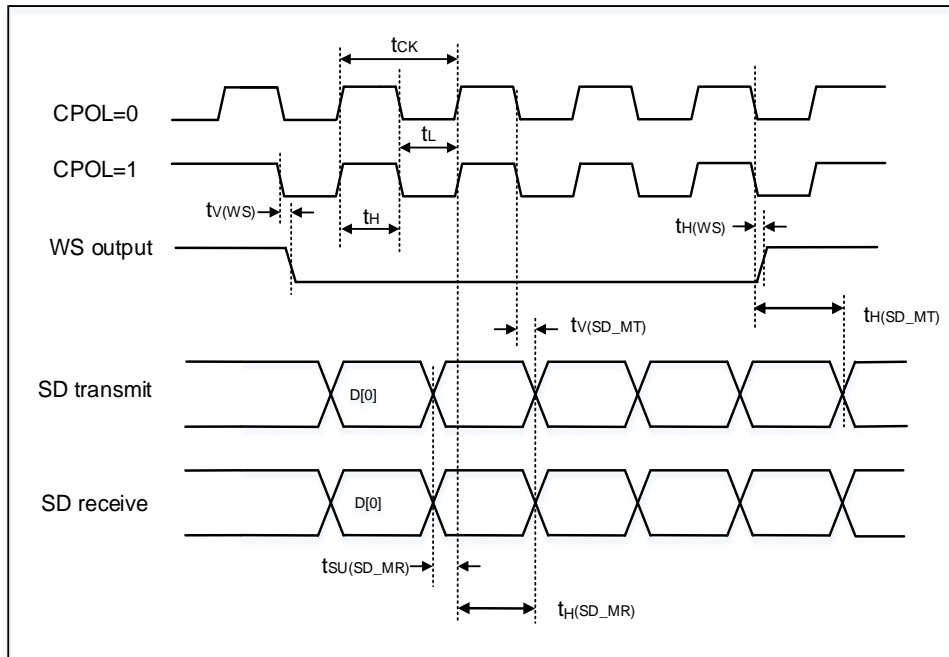 tCK
CPOL=0
tL
CPOL=1
tV(WS)
tH
tH(WS)
WS output
tV(SD_MT)
tH(SD_MT)
SD transmit
D[0]
SD receive
D[0]
tSU(SD_MR)
tH(SD_MR)